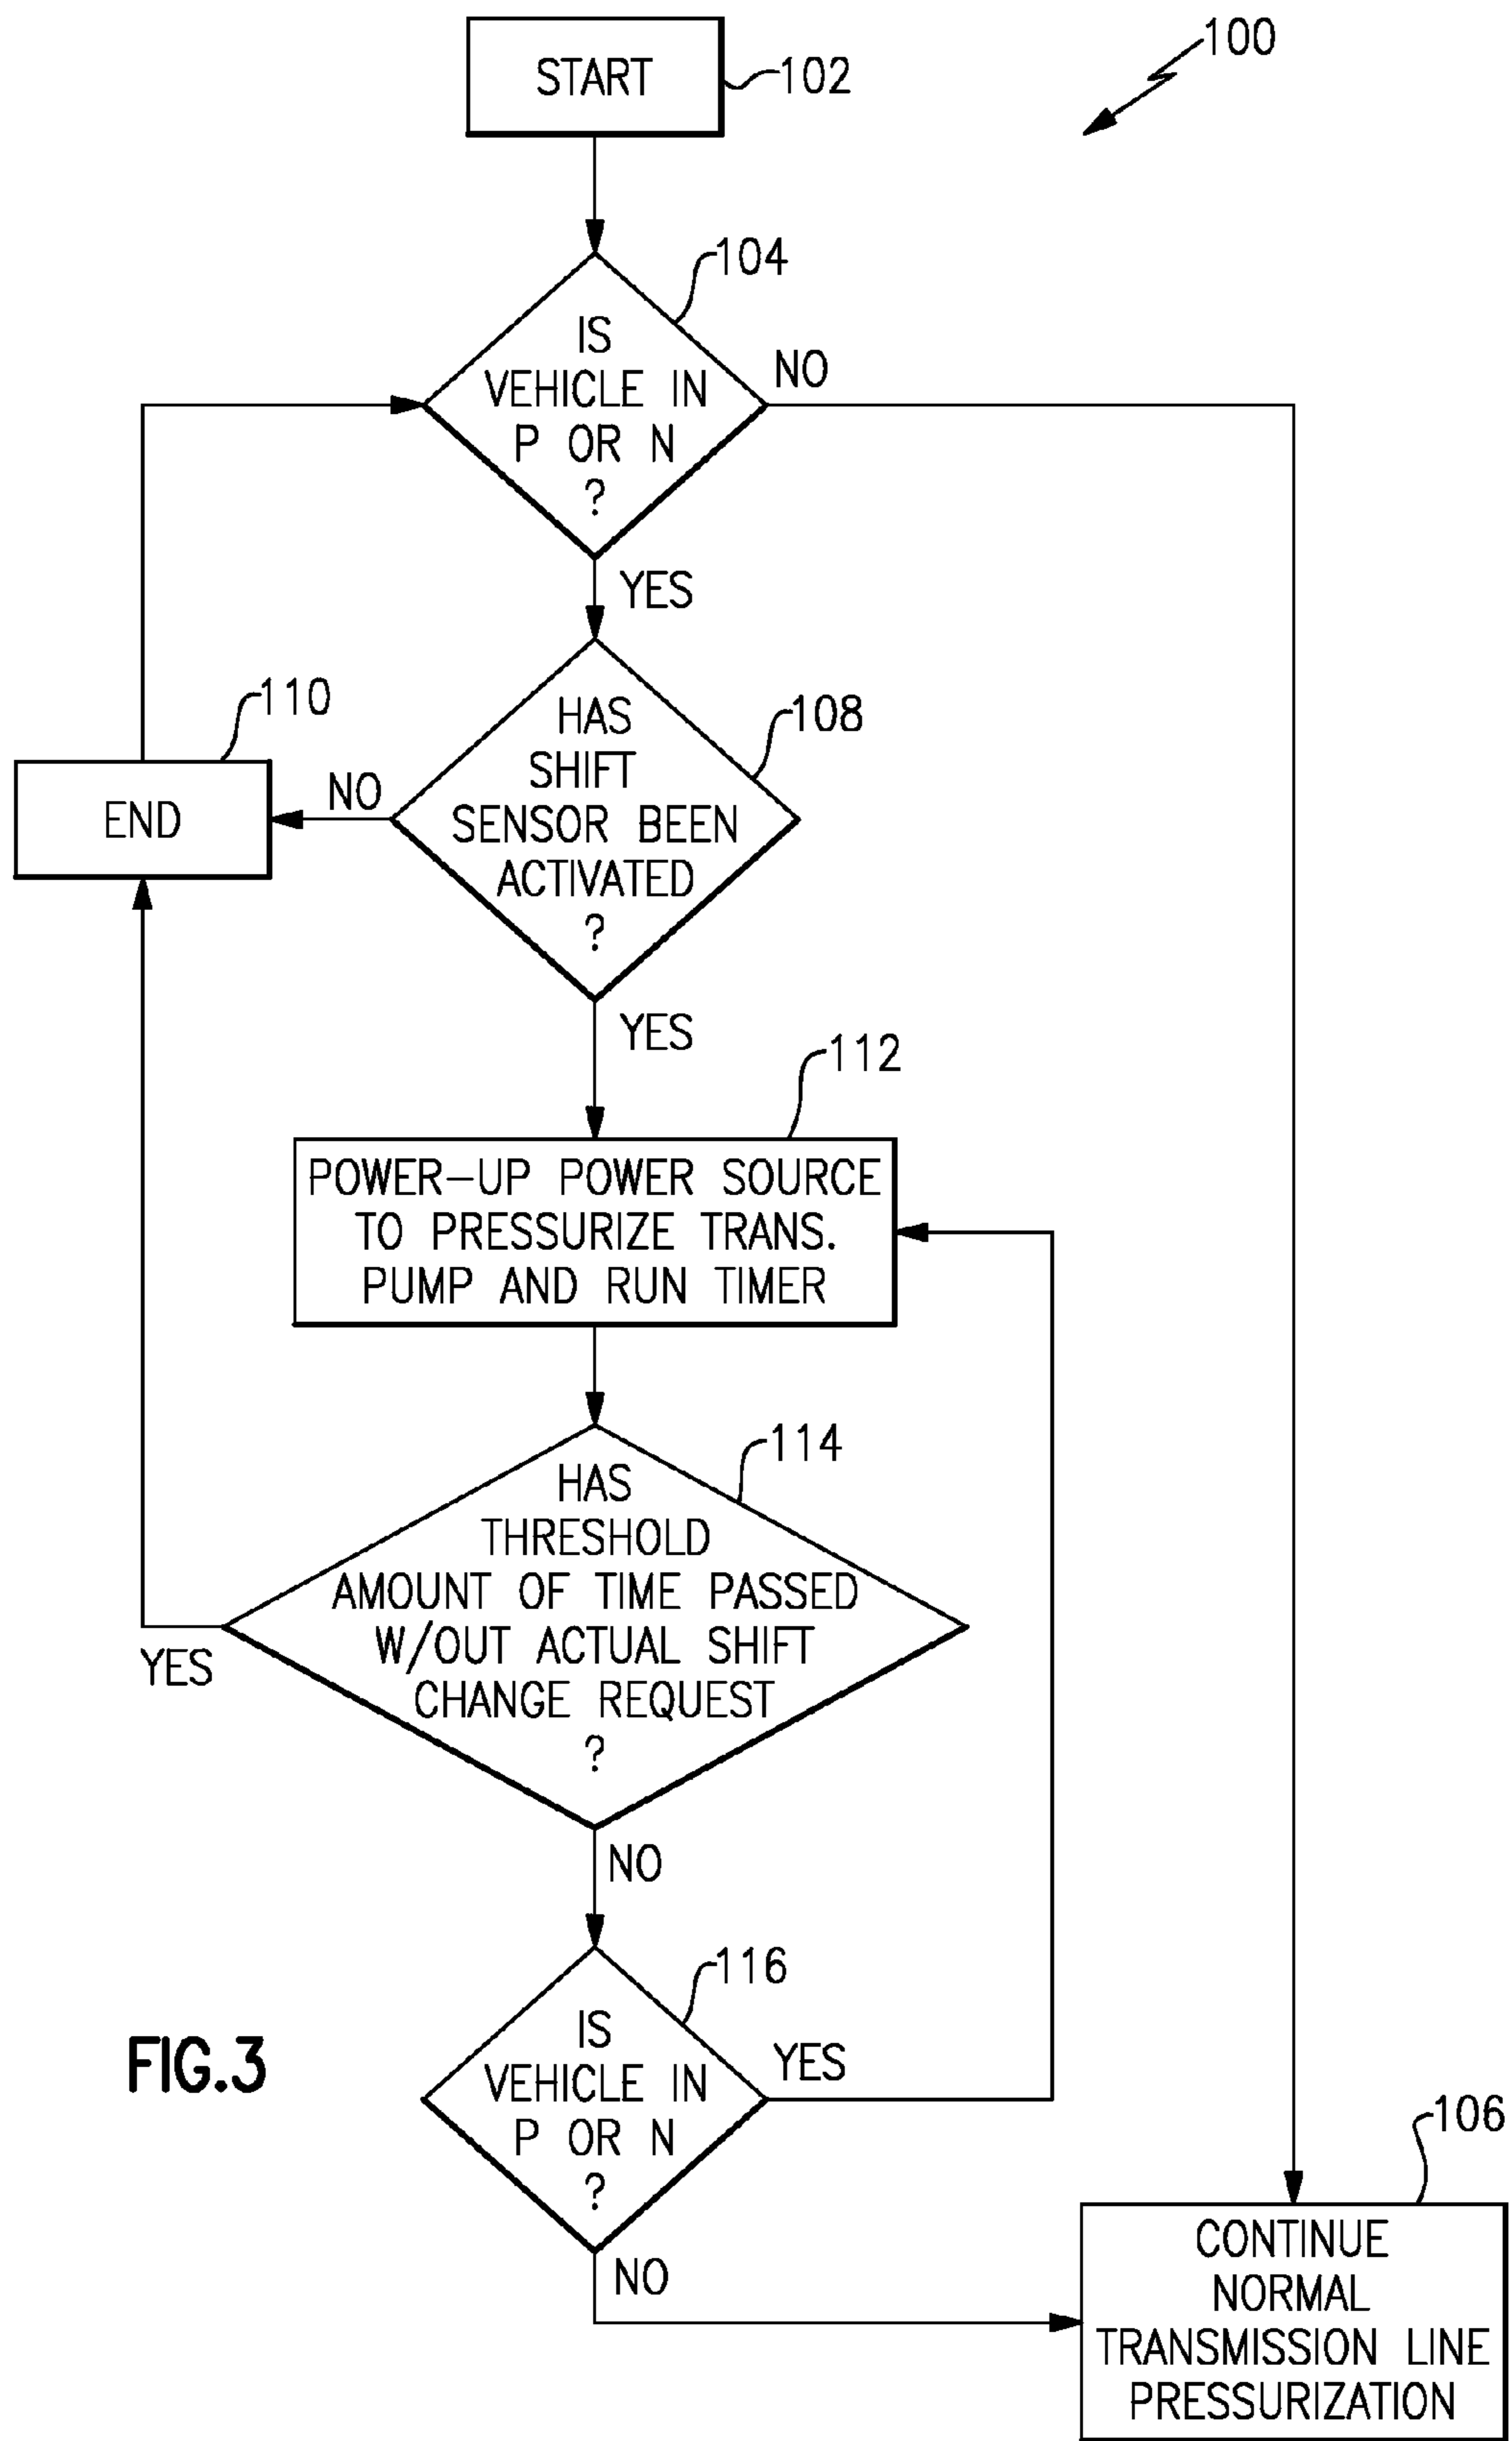 100
START
102
104
IS
VEHICLE IN
P OR N
?
NO
YES
110
108
HAS
SHIFT
SENSOR BEEN
ACTIVATED
?
NO
END
YES
112
POWER-UP POWER SOURCE
TO PRESSURIZE TRANS.
PUMP AND RUN TIMER
114
HAS
THRESHOLD
AMOUNT OF TIME PASSED
W/OUT ACTUAL SHIFT
CHANGE REQUEST
?
YES
NO
116
IS
VEHICLE IN
P OR N
?
YES
NO
FIG.3
106
CONTINUE
NORMAL
TRANSMISSION LINE
PRESSURIZATION